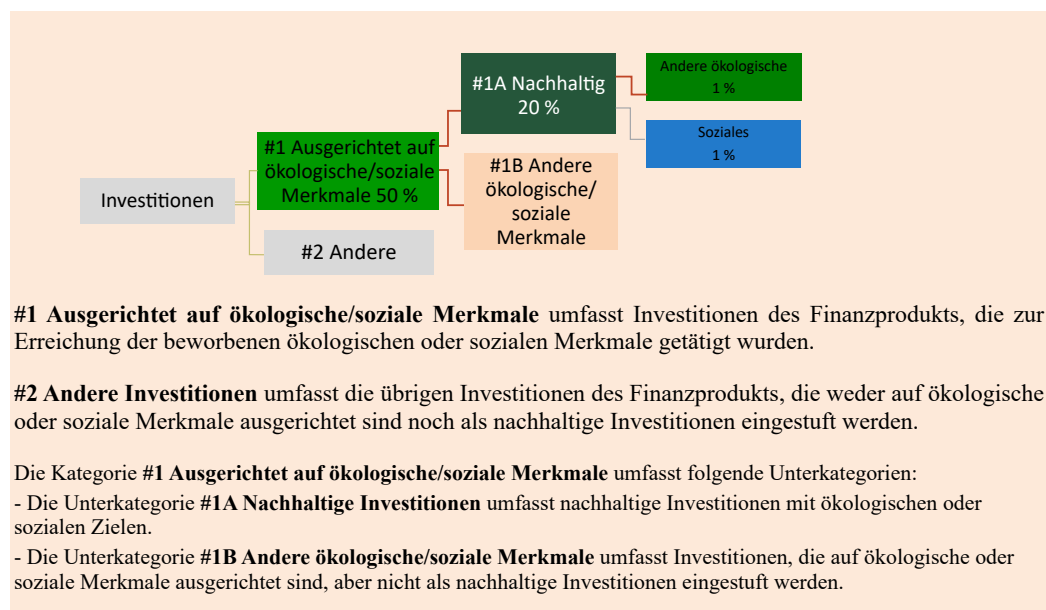 #1A Nachhaltig
20 %
Andere ökologische
1 %
Soziales
1 %
#1 Ausgerichtet auf
ökologische/soziale
Merkmale 50 %
#1B Andere
ökologische/
soziale
Merkmale
Investitionen
#2 Andere
#1 Ausgerichtet auf ökologische/soziale Merkmale umfasst Investitionen des Finanzprodukts, die zur
Erreichung der beworbenen ökologischen oder sozialen Merkmale getätigt wurden.
#2 Andere Investitionen umfasst die übrigen Investitionen des Finanzprodukts, die weder auf ökologische
oder soziale Merkmale ausgerichtet sind noch als nachhaltige Investitionen eingestuft werden.
Die Kategorie #1 Ausgerichtet auf ökologische/soziale Merkmale umfasst folgende Unterkategorien:
- Die Unterkategorie #1A Nachhaltige Investitionen umfasst nachhaltige Investitionen mit ökologischen oder
sozialen Zielen.
- Die Unterkategorie #1B Andere ökologische/soziale Merkmale umfasst Investitionen, die auf ökologische oder
soziale Merkmale ausgerichtet sind, aber nicht als nachhaltige Investitionen eingestuft werden.